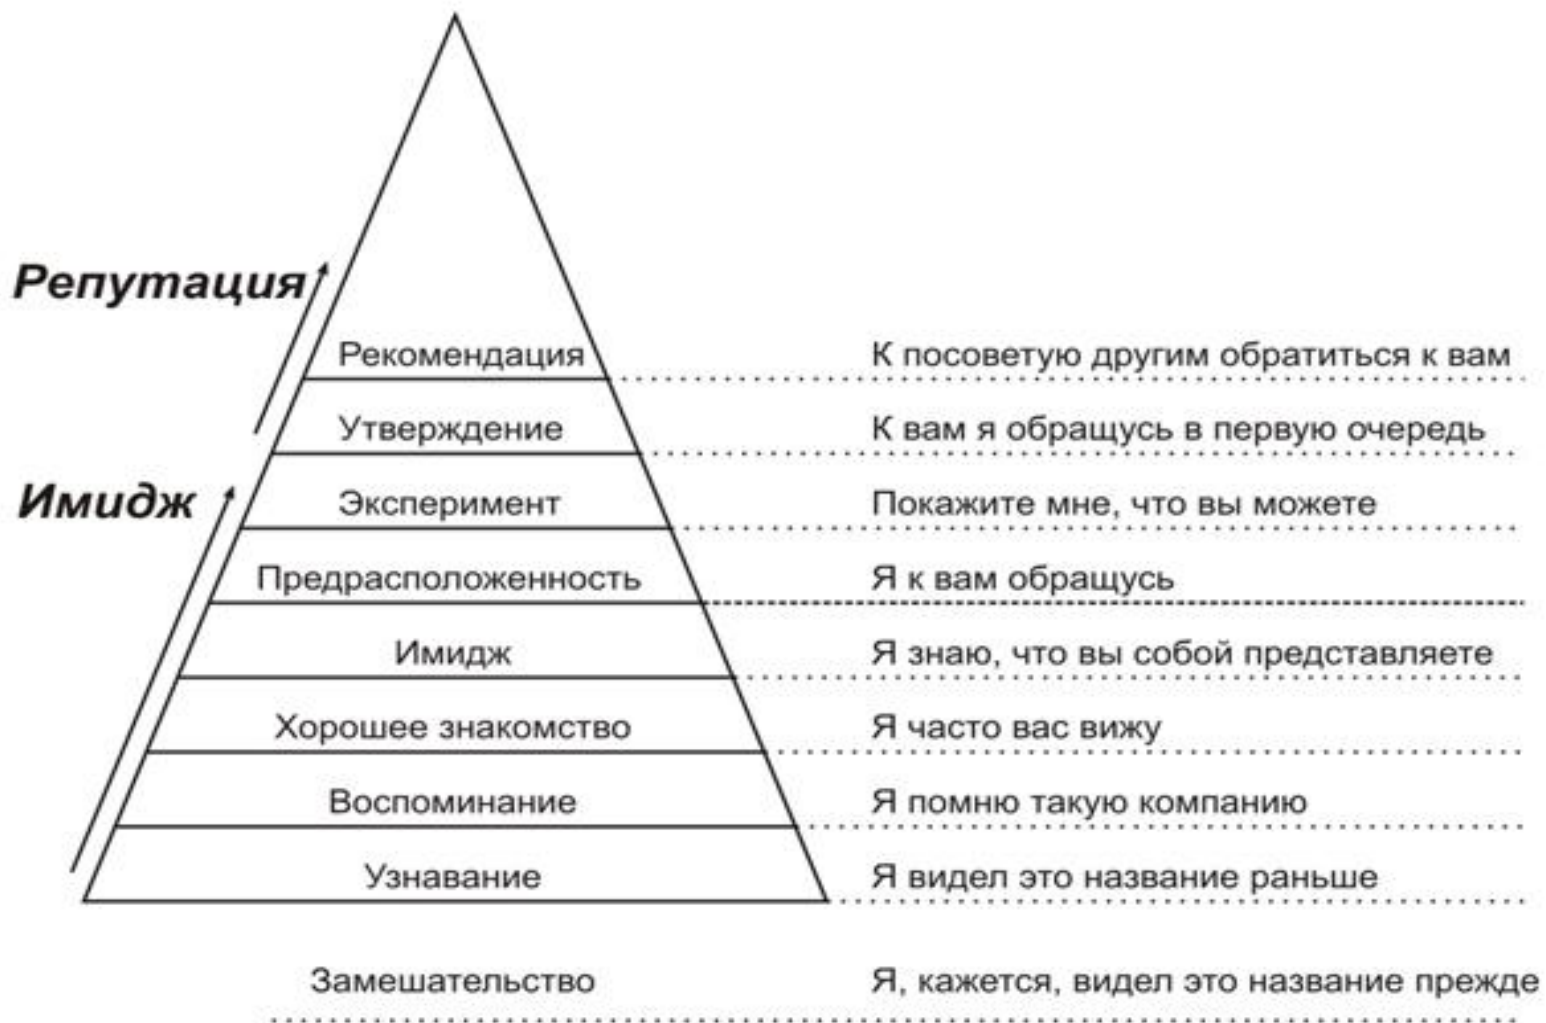 Репутация
Рекомендация К посоветую другим обратиться к вам
Утверждение К вам я обращусь в первую очередь
Имидж
Эксперимент Покажите мне, что вы можете
Предрасположенность Я к вам обращусь
Имидж Я знаю, что вы собой представляете
Хорошее знакомство Я часто вас вижу
Воспоминание Я помню такую компанию
Узнавание Я видел это название раньше
Замешательство Я, кажется, видел это название прежде